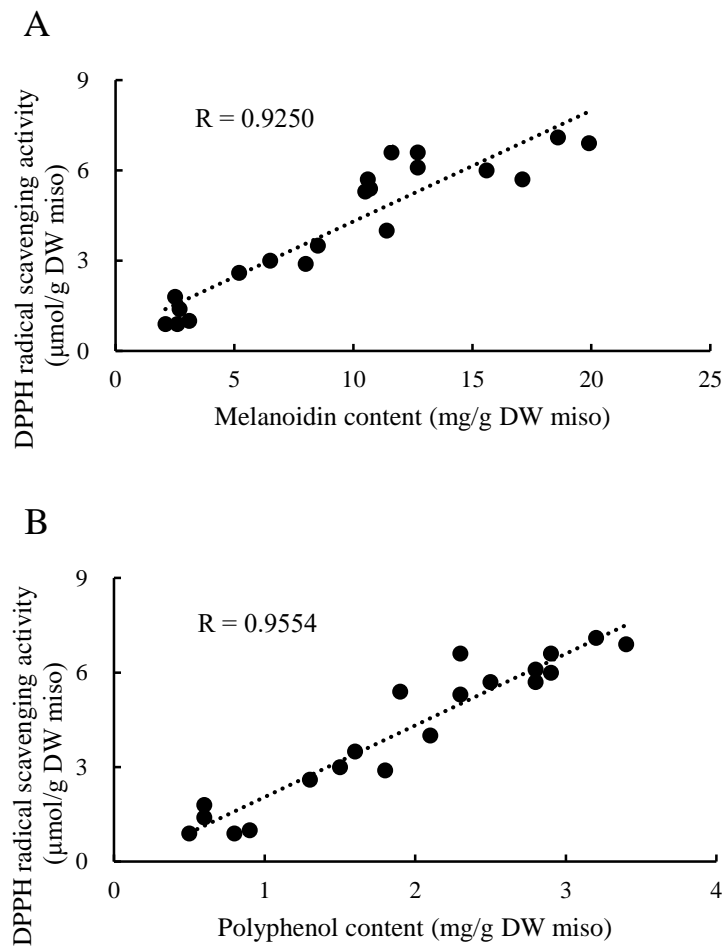 A
DPPH radical scavenging activity
(μmol/g DW miso)
9
6
3
0
R = 0.9250
0 5 10 15 20 25
Melanoidin content (mg/g DW miso)
B
DPPH radical scavenging activity
(μmol/g DW miso)
9
6
3
0
R = 0.9554
0 1 2 3 4
Polyphenol content (mg/g DW miso)